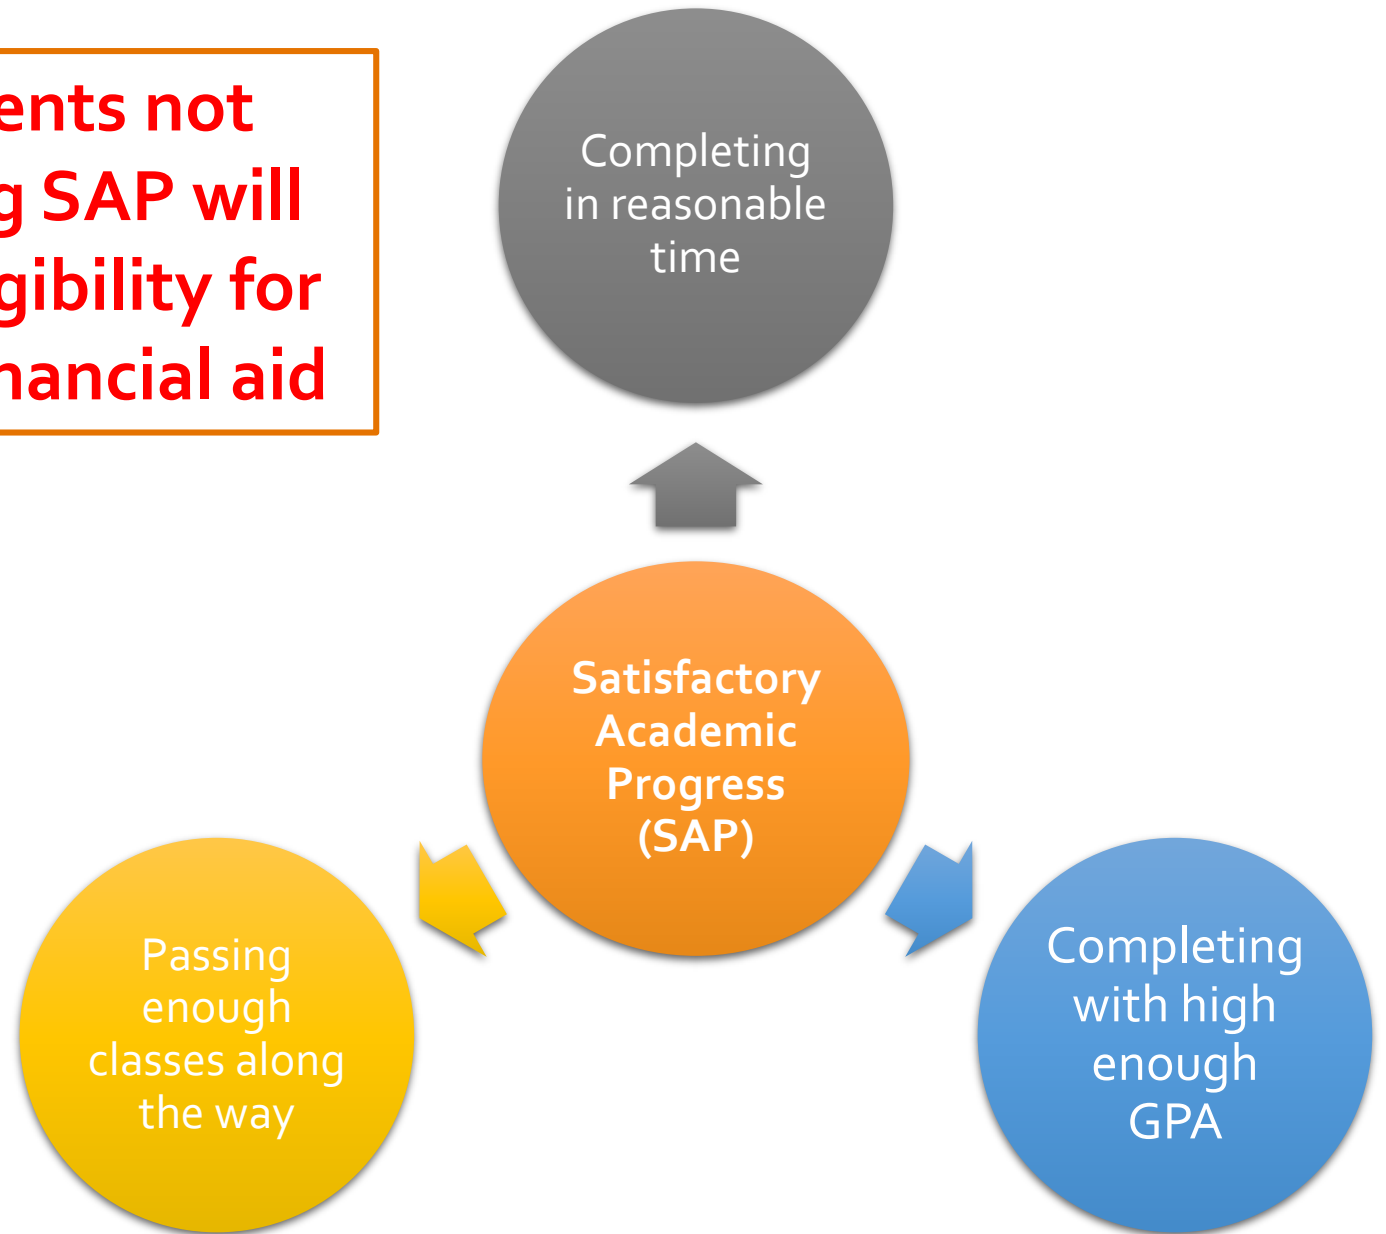 ents not
g SAP will
gibility for
nancial aid
Completing
in reasonable
time
Satisfactory
Academic
Progress
(SAP)
Passing
enough
classes along
the way
Completing
with high
enough
GPA